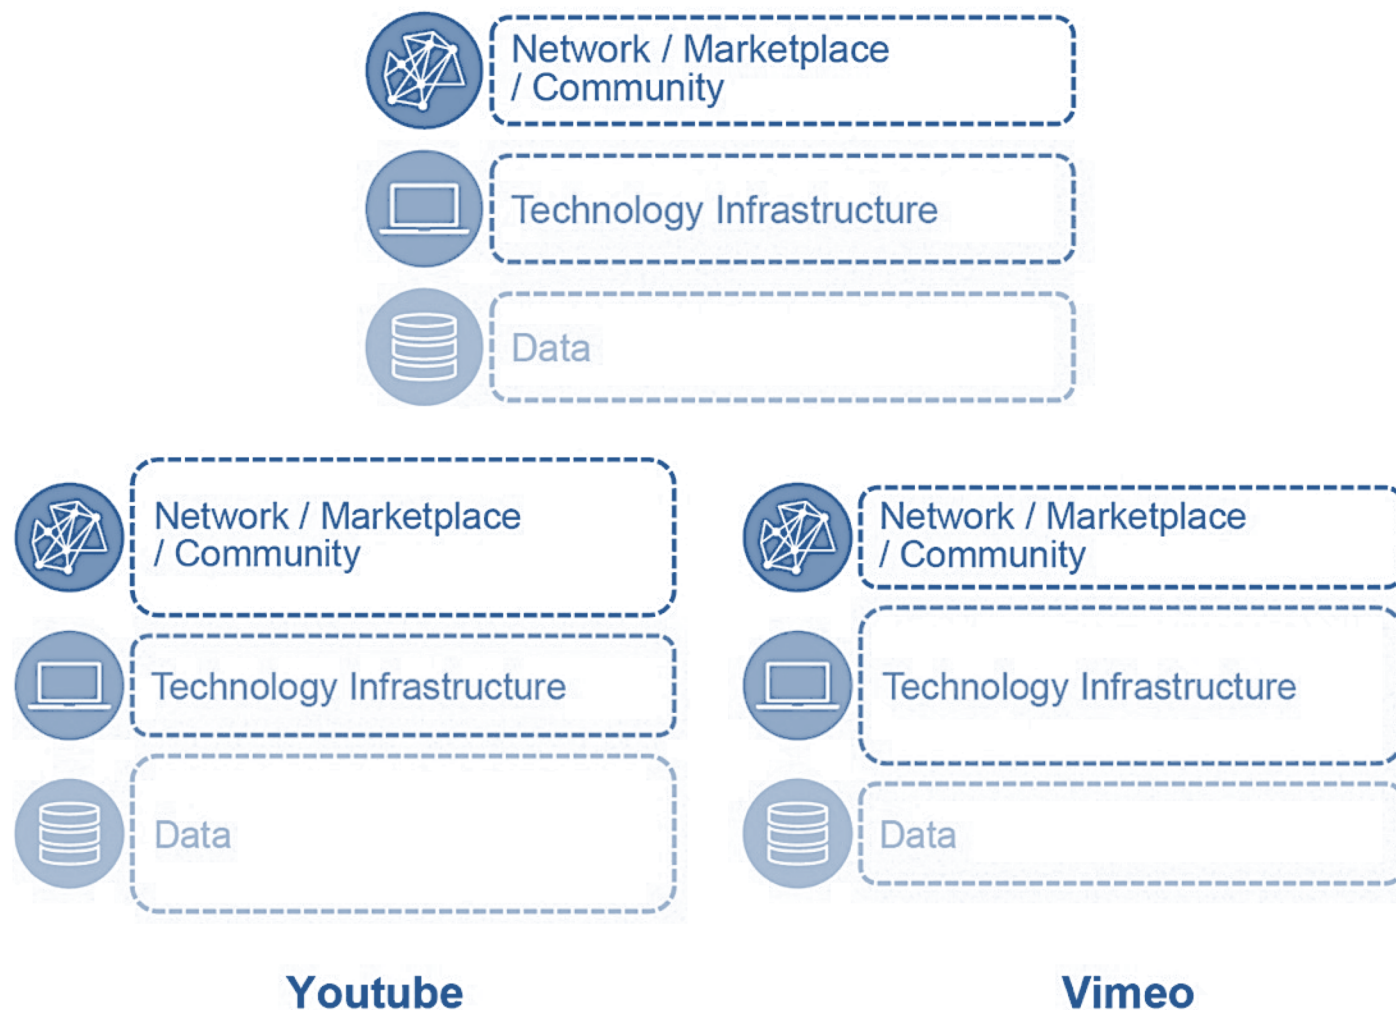 Network / Marketplace
/ Community
Technology Infrastructure
Data
Network / Marketplace
/ Community
Technology Infrastructure
Data
Youtube
Network / Marketplace
/ Community
Technology Infrastructure
Data
Vimeo